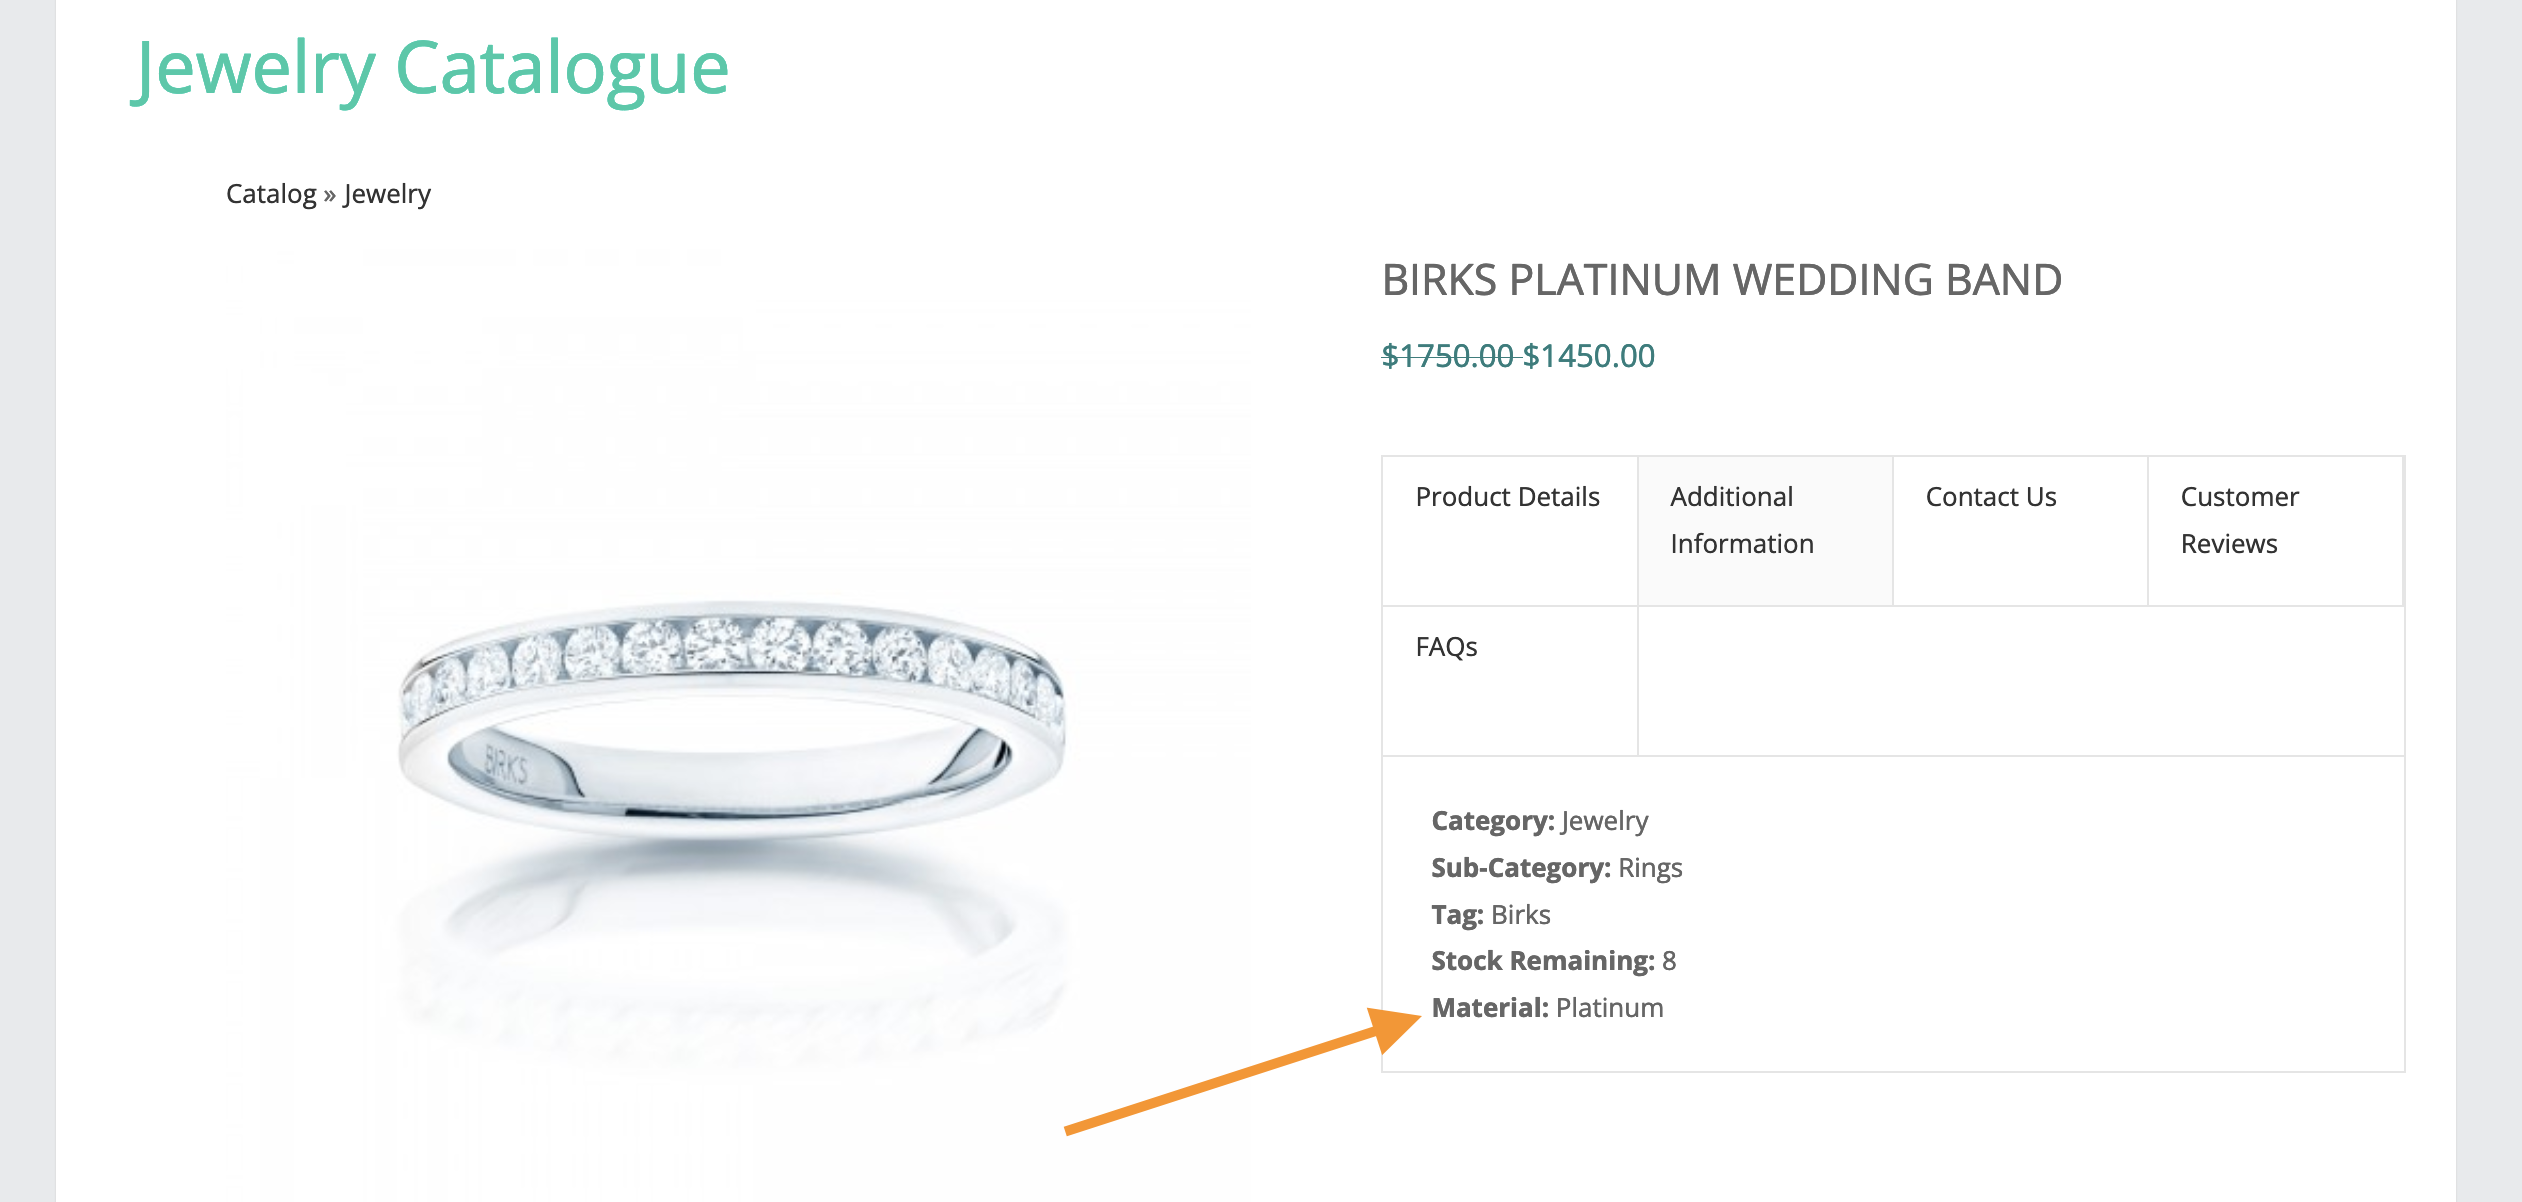 Jewelry Catalogue
Catalog » Jewelry
BIRKS PLATINUM WEDDING BAND
$1750.00 $1450.00
Product Details
Additional
Information
Contact Us
Customer
Reviews
FAQs
BIRKS
Category: Jewelry
Sub-Category: Rings
Tag: Birks
Stock Remaining: 8
Material: Platinum